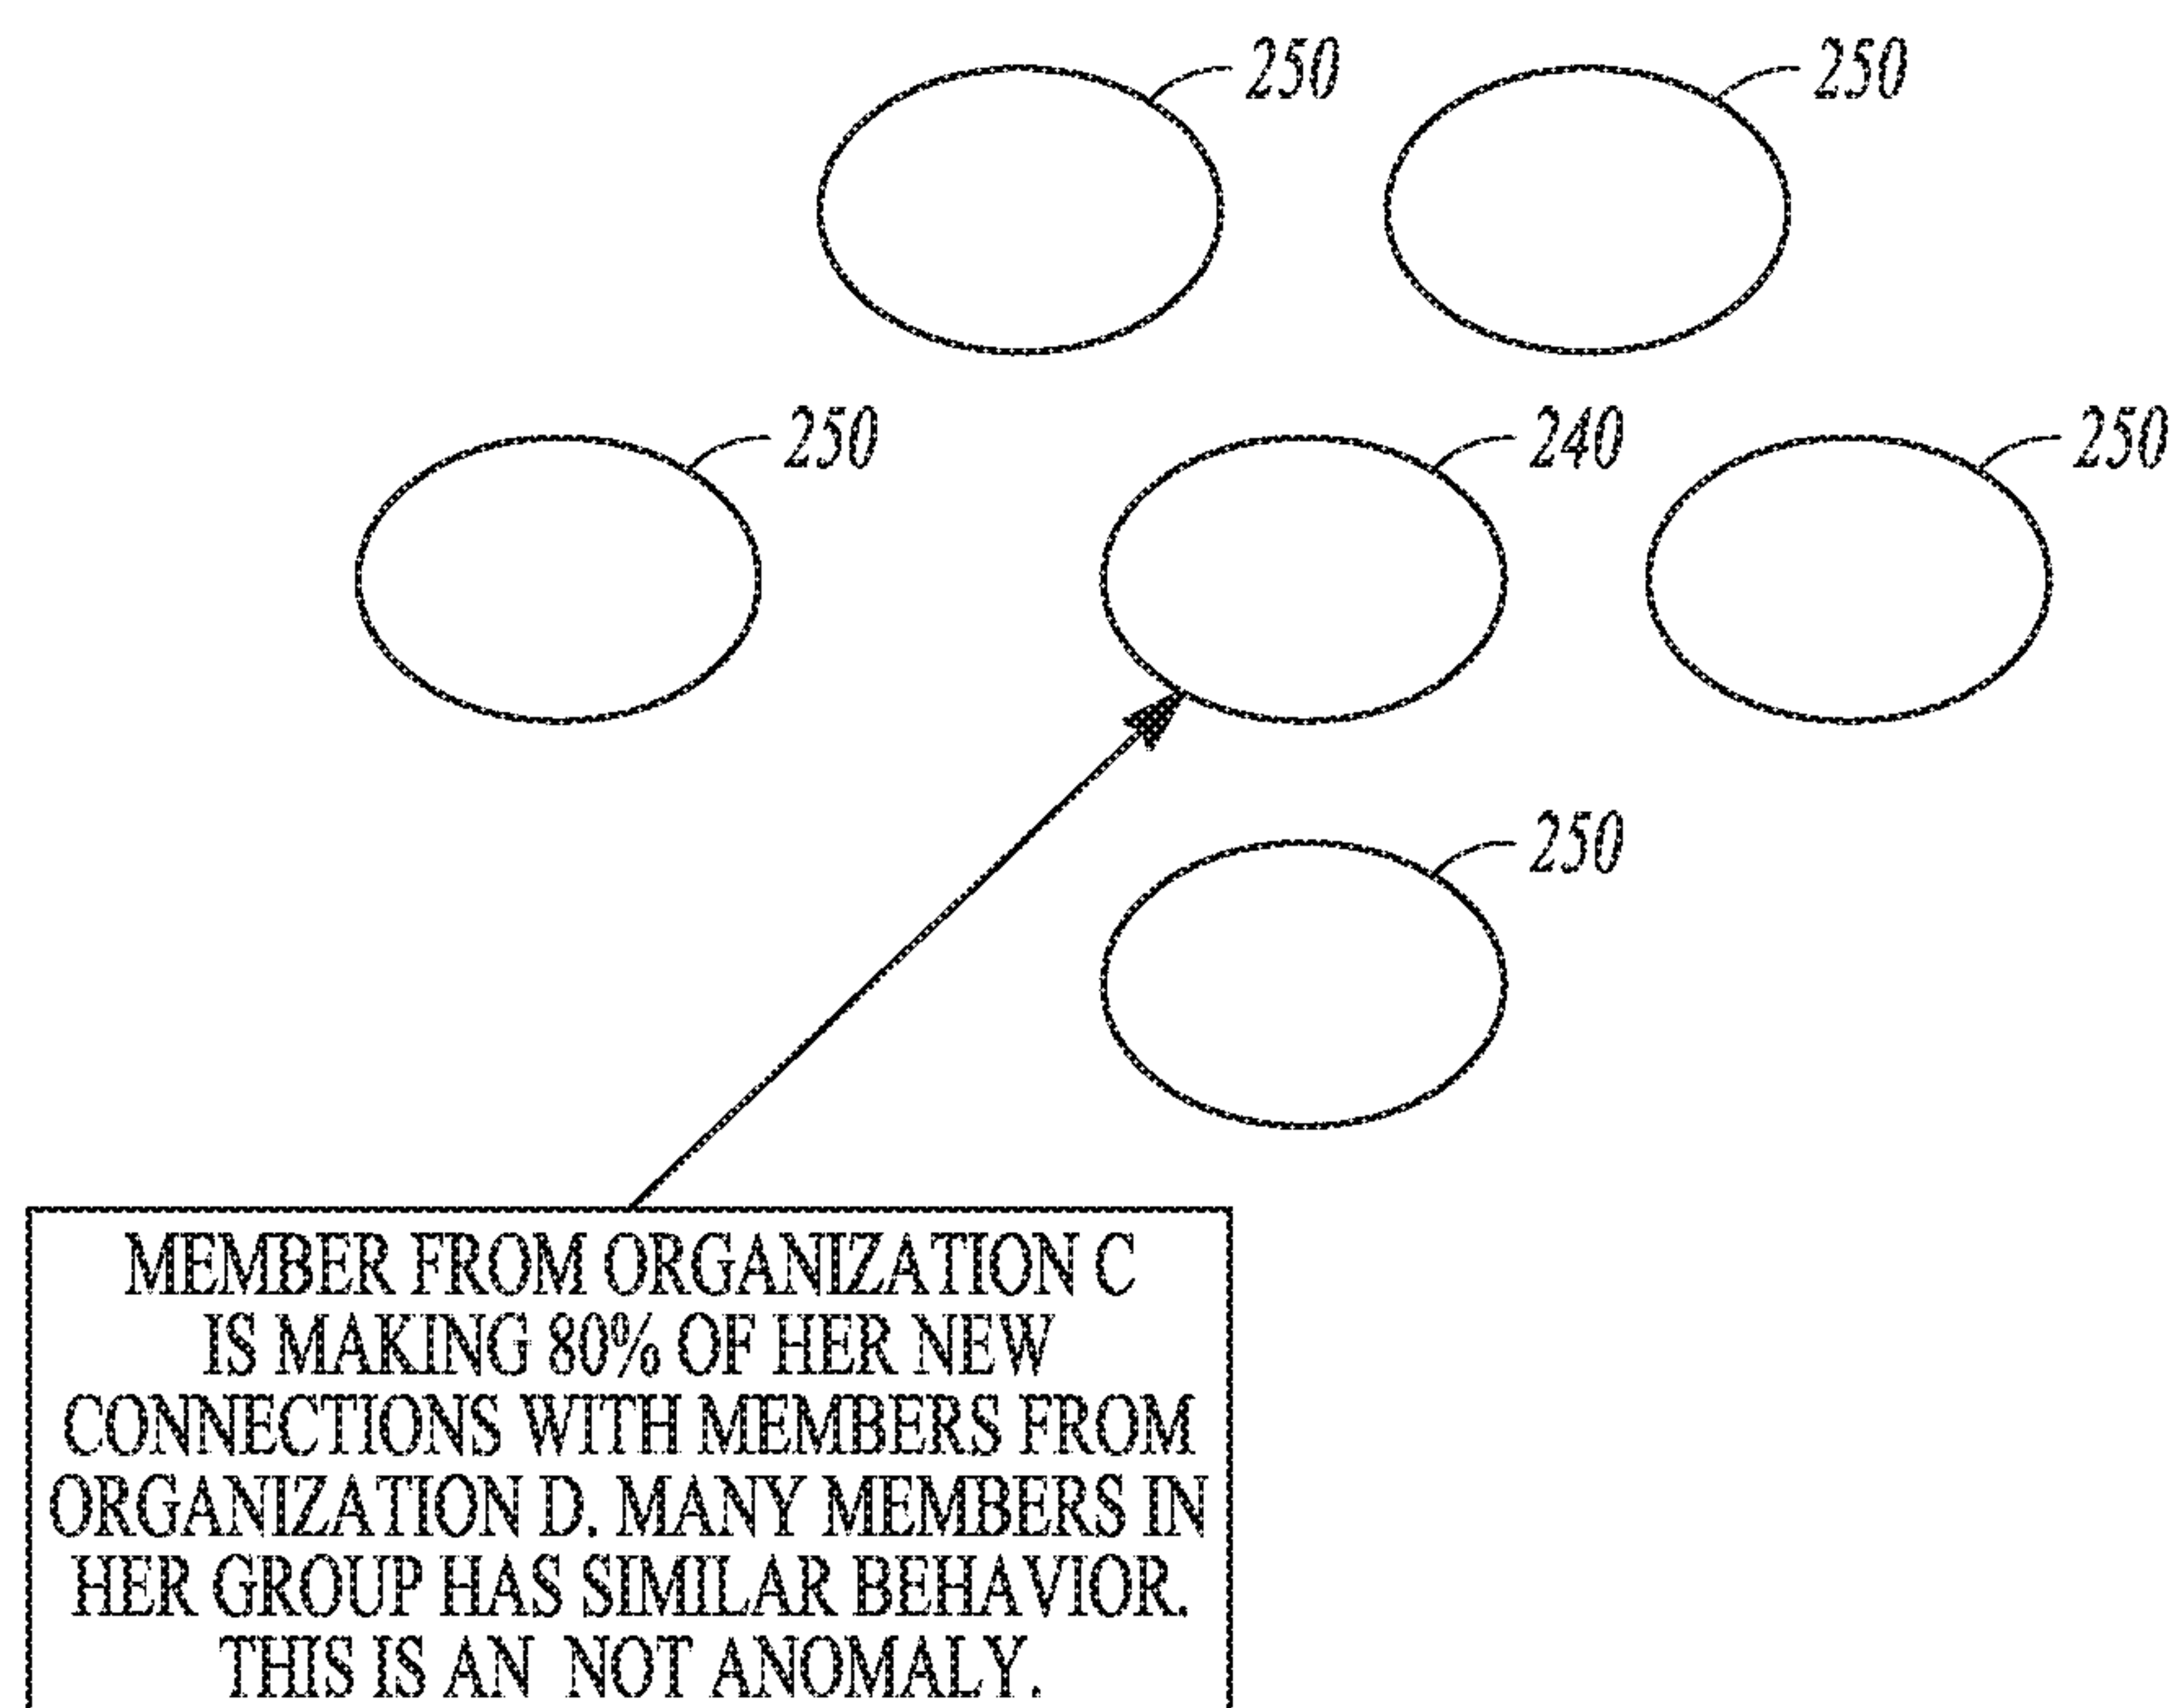 250
250
250
240
250
250
MEMBER FROM ORGANIZATION C
IS MAKING 80% OF HER NEW
CONNECTIONS WITH MEMBERS FROM
ORGANIZATION D. MANY MEMBERS IN
HER GROUP HAS SIMILAR BEHAVIOR.
THIS IS AN NOT ANOMALY.